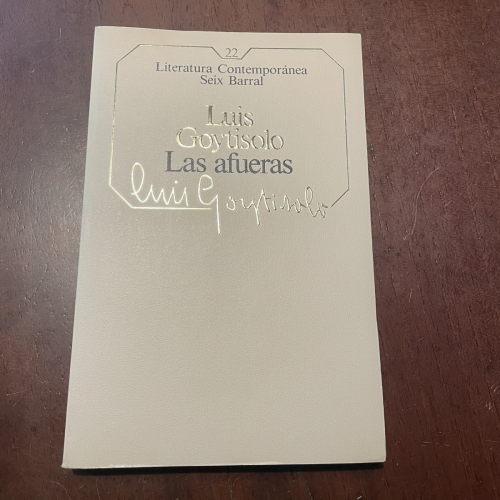 22
Literatura Contemporánea
Seix Barral
Luis
Goytisolo
Las afueras
Luis Goytisolo